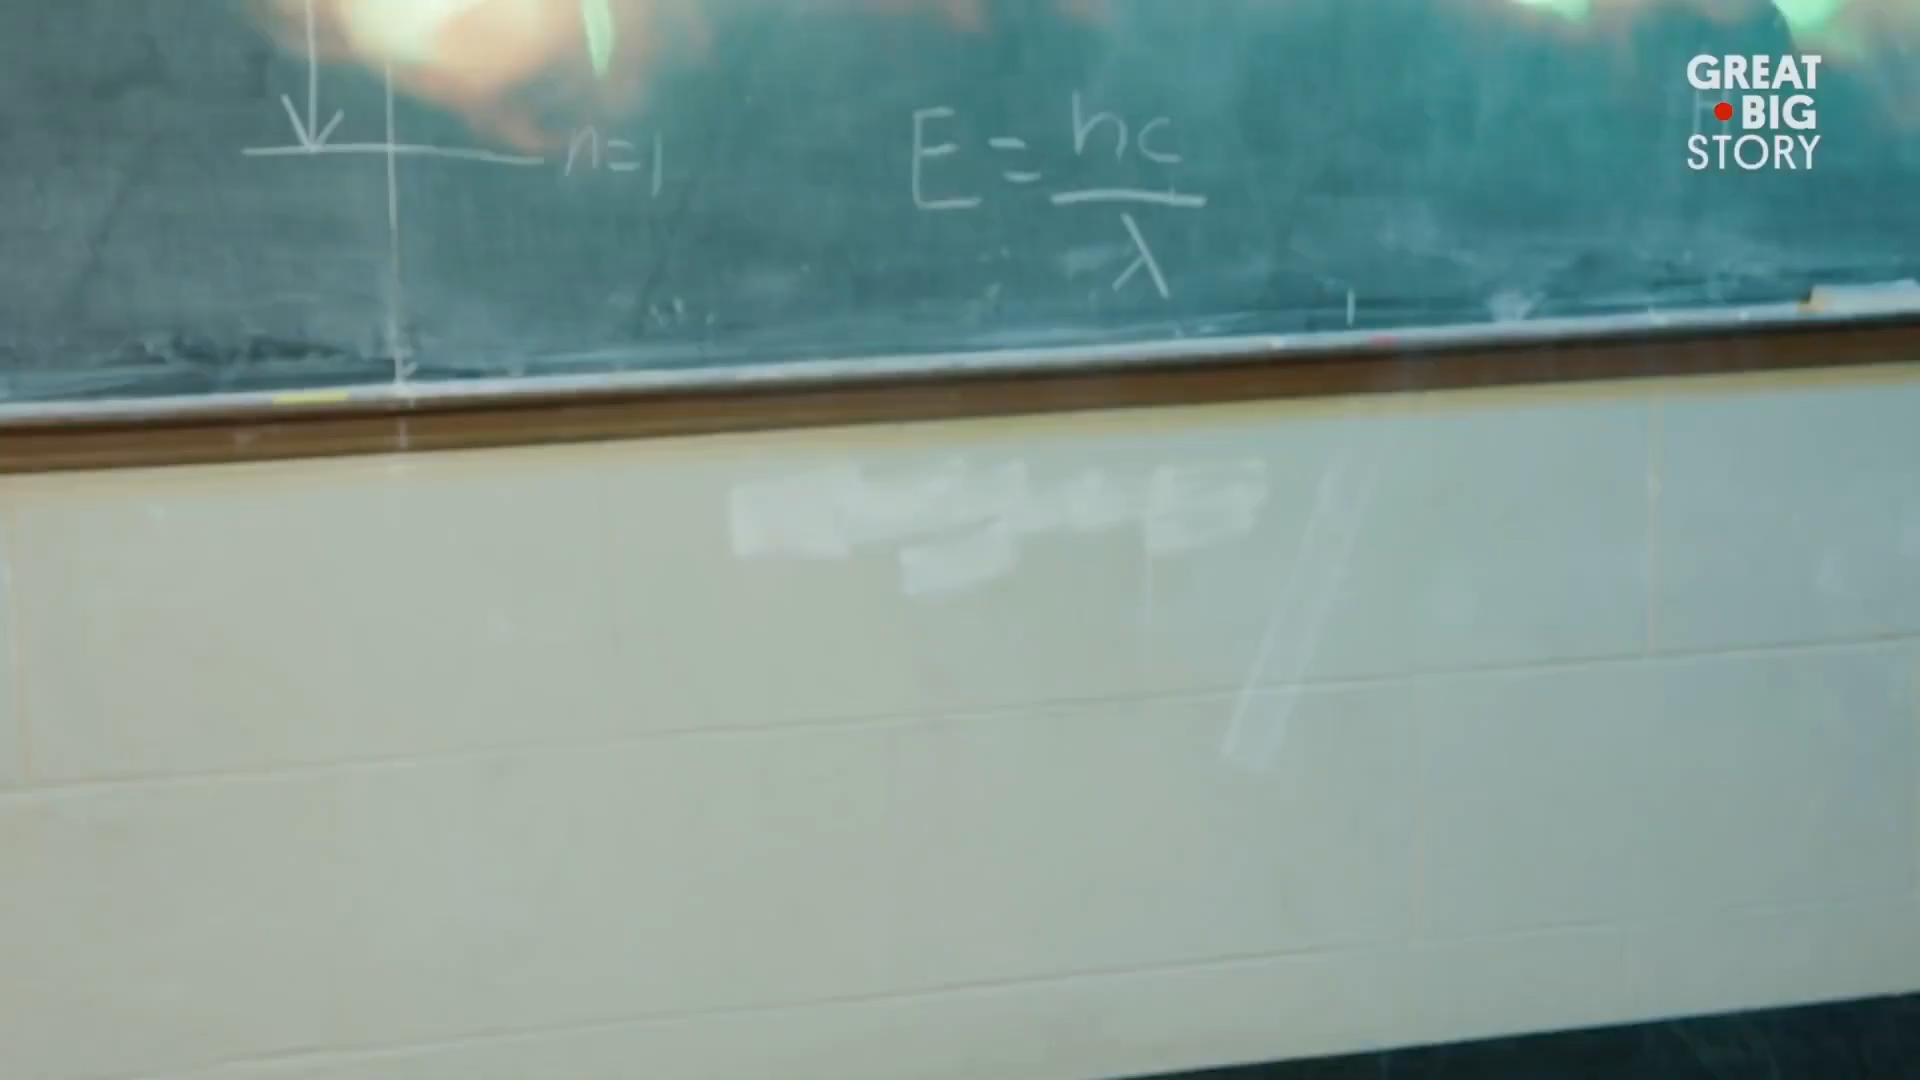 n=1
E = hc
λ
GREAT
BIG
STORY